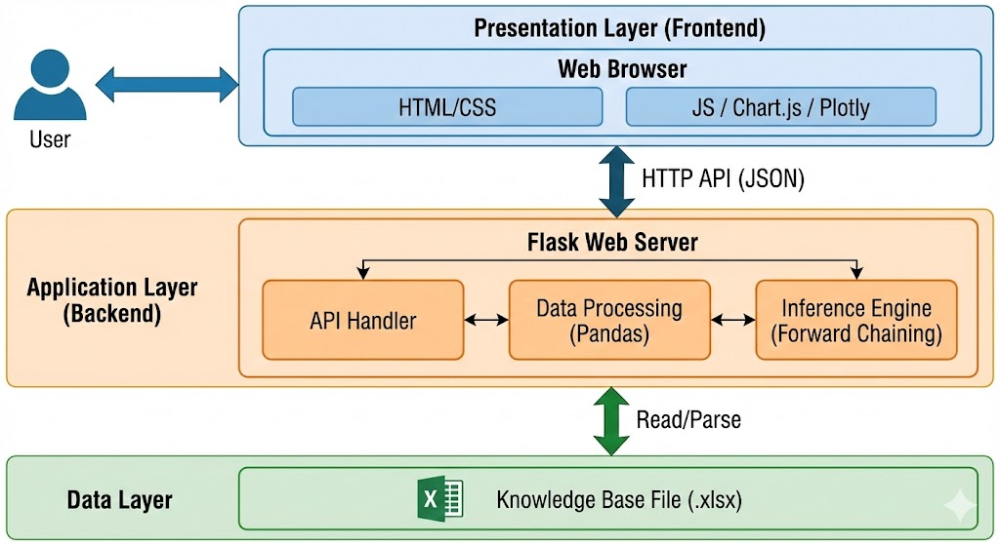 Presentation Layer (Frontend)
Web Browser
HTML/CSS
JS / Chart.js / Plotly
User
HTTP API (JSON)
Flask Web Server
Application Layer
(Backend)
API Handler
Data Processing
(Pandas)
Inference Engine
(Forward Chaining)
Read/Parse
Data Layer
X
Knowledge Base File (.xlsx)